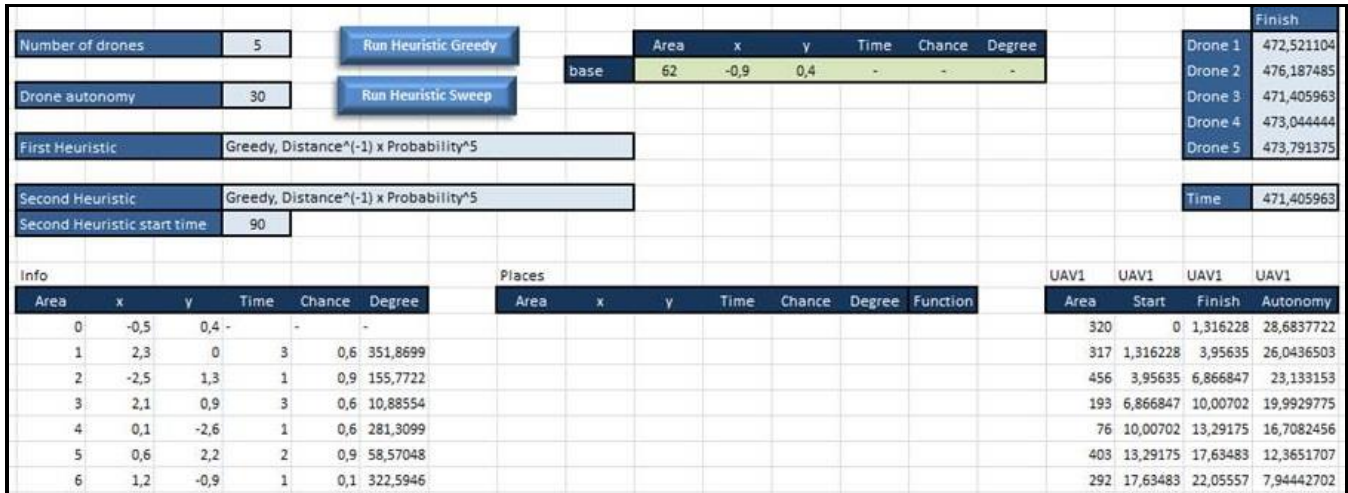 Finish
Number of drones 5 Run Heuristic Greedy Area x y Time Chance Degree Drone 1 472,521104
base 62 -0,9 0,4 - - - Drone 2 476,187485
Drone autonomy 30 Run Heuristic Sweep Drone 3 471,405963
Drone 4 473,044444
First Heuristic Greedy, Distance^(-1) x Probability^5 Drone 5 473,791375
Second Heuristic Greedy, Distance^(-1) x Probability^5 Time 471,405963
Second Heuristic start time 90
Info Places UAV1 UAV1 UAV1 UAV1
Area x y Time Chance Degree Area x y Time Chance Degree Function Area Start Finish Autonomy
0 -0,5 0,4 - - - 320 0 1,316228 28,6837722
1 2,3 0 3 0,6 351,8699 317 1,316228 3,95635 26,0436503
2 -2,5 1,3 1 0,9 155,7722 456 3,95635 6,866847 23,133153
3 2,1 0,9 3 0,6 10,88554 193 6,866847 10,00702 19,9929775
4 0,1 -2,6 1 0,6 281,3099 76 10,00702 13,29175 16,7082456
5 0,6 2,2 2 0,9 58,57048 403 13,29175 17,63483 12,3651707
6 1,2 -0,9 1 0,1 322,5946 292 17,63483 22,05557 7,94442702